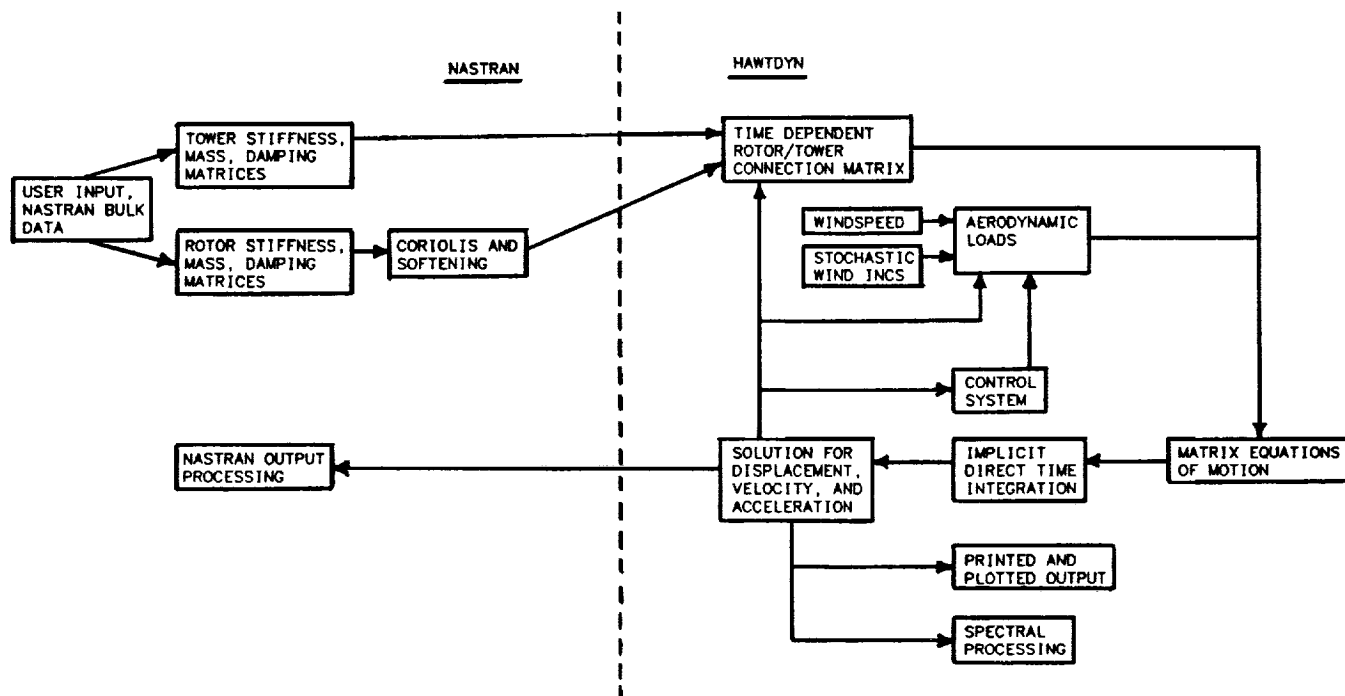 NASTRAN
HAWTDYN
TOWER STIFFNESS,
MASS, DAMPING
MATRICES
TIME DEPENDENT
ROTOR/TOWER
CONNECTION MATRIX
USER INPUT,
NASTRAN BULK
DATA
ROTOR STIFFNESS,
MASS, DAMPING
MATRICES
CORIOLIS AND
SOFTENING
WINDSPEED
STOCHASTIC
WIND INCS
AERODYNAMIC
LOADS
CONTROL
SYSTEM
NASTRAN OUTPUT
PROCESSING
SOLUTION FOR
DISPLACEMENT,
VELOCITY, AND
ACCELERATION
IMPLICIT
DIRECT TIME
INTEGRATION
MATRIX EQUATIONS
OF MOTION
PRINTED AND
PLOTTED OUTPUT
SPECTRAL
PROCESSING